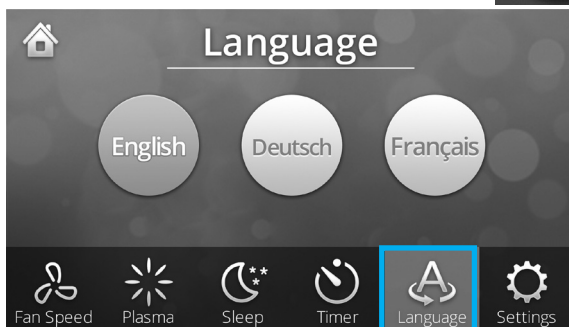 Language
English Deutsch Français
Fan Speed Plasma Sleep Timer Language Settings